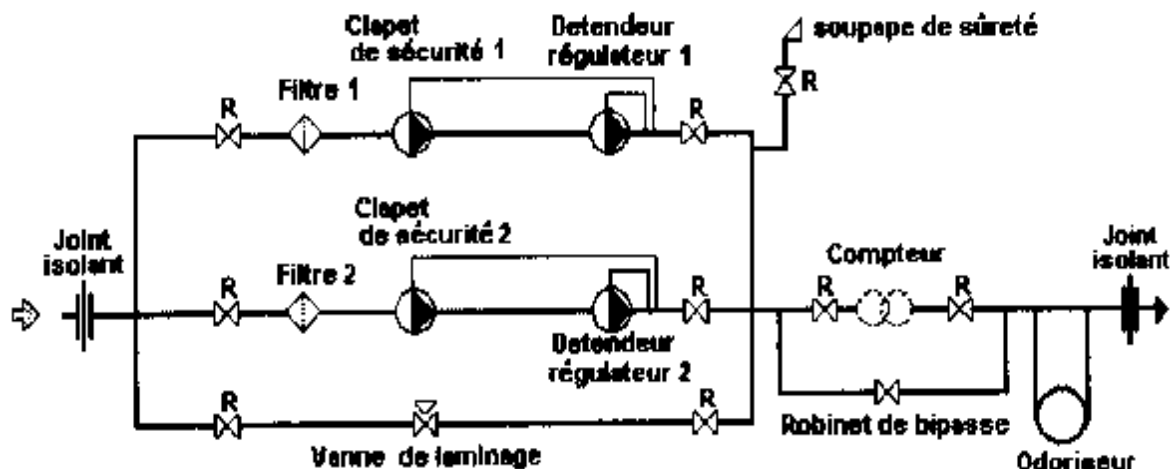 Clapet
de sécurité 1
Detendeur
régulateur 1
soupape de sûreté
R
Filtre 1
R
R
Clapet
de sécurité 2
Joint
isolant
Filtre 2
R
R
Compteur
R
R
Joint
isolant
Detendeur
régulateur 2
R
R
Vanne de laminage
Robinet de bipasse
Odoriseur